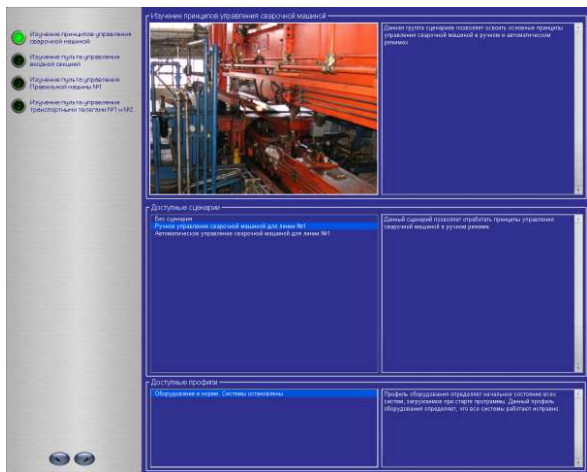 Изучение принципов управления
сварочной машиной
Изучение пульта управления
входной секцией
Изучение пульта управления
Правильной машины №1
Изучение пульта управления
транспортными телегами №1 и №2
Изучение принципов управления сварочной машиной
Данная группа сценариев позволяет освоить основные принципы
управления сварочной машиной в ручном и автоматическом
режимах.
Доступные сценарии
Без сценария
Ручное управление сварочной машиной для линии №1
Автоматическое управление сварочной машиной для линии №1
Данный сценарий позволяет отработать принципы управления
сварочной машиной в ручном режиме.
Доступные профили
Оборудование в норме. Системы остановлены
Профиль оборудования определяет начальное состояние всех
систем, загружаемое при старте программы. Данный профиль
оборудования определяет, что все системы работают исправно.